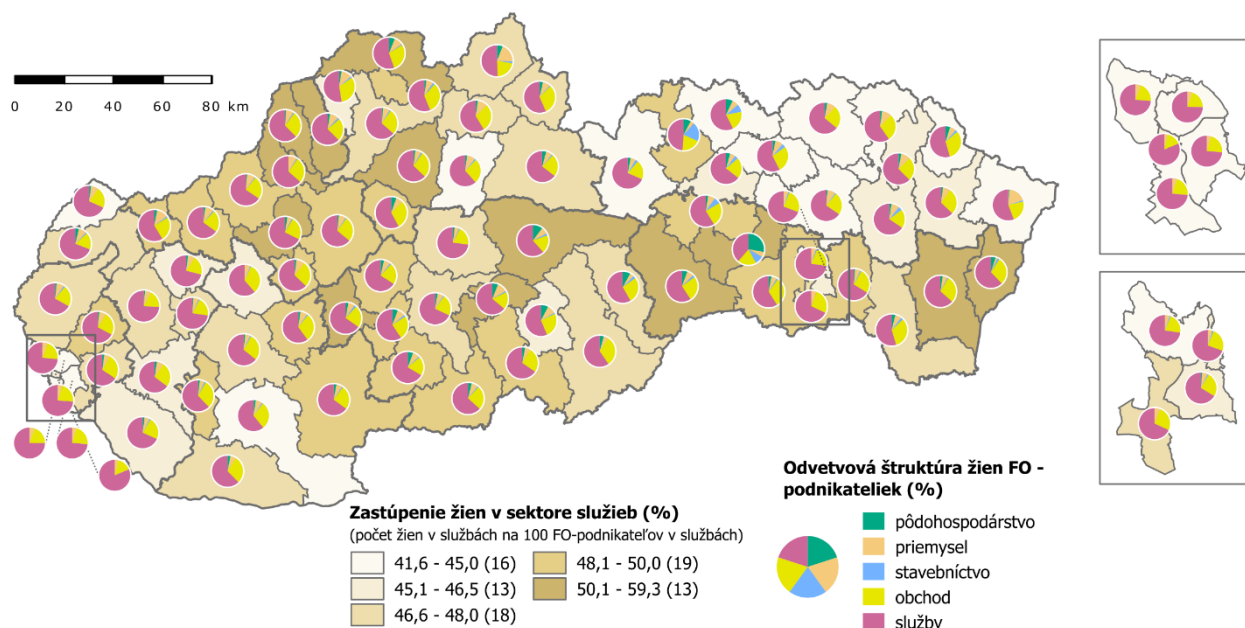 0 20 40 60 80 km
Zastúpenie žien v sektore služieb (%)
(počet žien v službách na 100 FO-podnikateľov v službách)
41,6 - 45,0 (16)
45,1 - 46,5 (13)
46,6 - 48,0 (18)
48,1 - 50,0 (19)
50,1 - 59,3 (13)
Odvetvová štruktúra žien FO -
podnikateliek (%)
pôdohospodárstvo
priemysel
stavebníctvo
obchod
služby